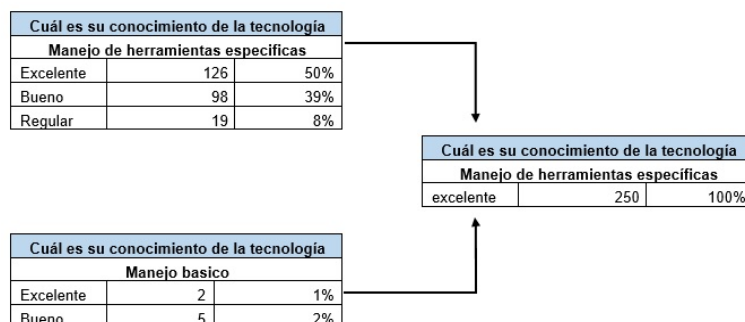 Cuál es su conocimiento de la tecnología
Manejo de herramientas especificas
Excelente 126 50%
Bueno 98 39%
Regular 19 8%
Cuál es su conocimiento de la tecnología
Manejo de herramientas específicas
excelente 250 100%
Cuál es su conocimiento de la tecnología
Manejo basico
Excelente 2 1%
Bueno 5 2%